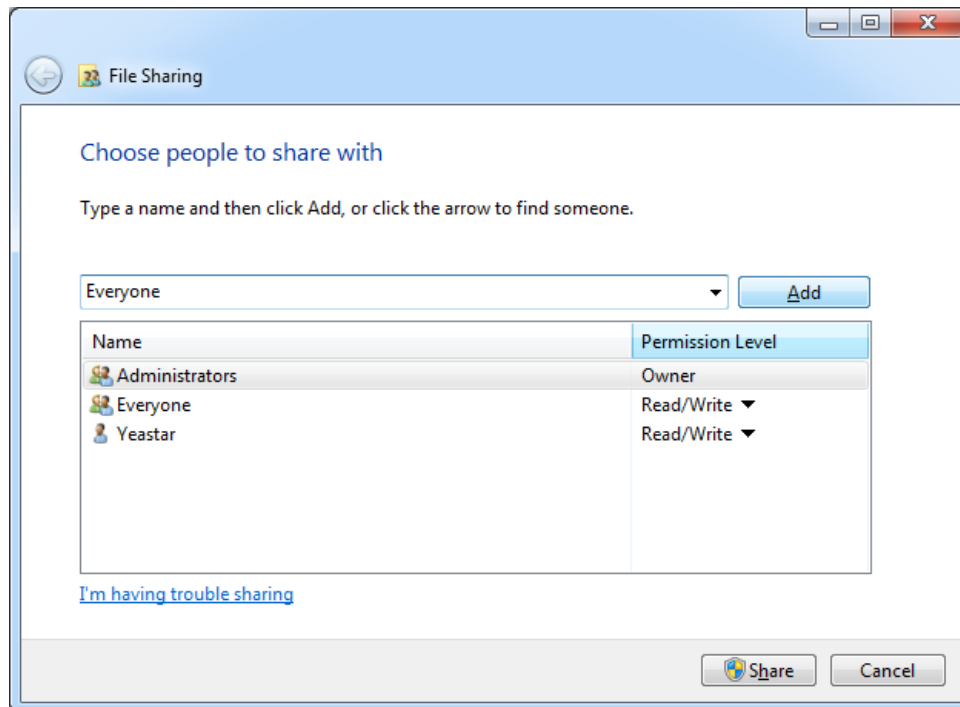 File Sharing
Choose people to share with
Type a name and then click Add, or click the arrow to find someone.
Everyone Add
Name Permission Level
Administrators Owner
Everyone Read/Write
Yeastar Read/Write
I'm having trouble sharing
Share Cancel